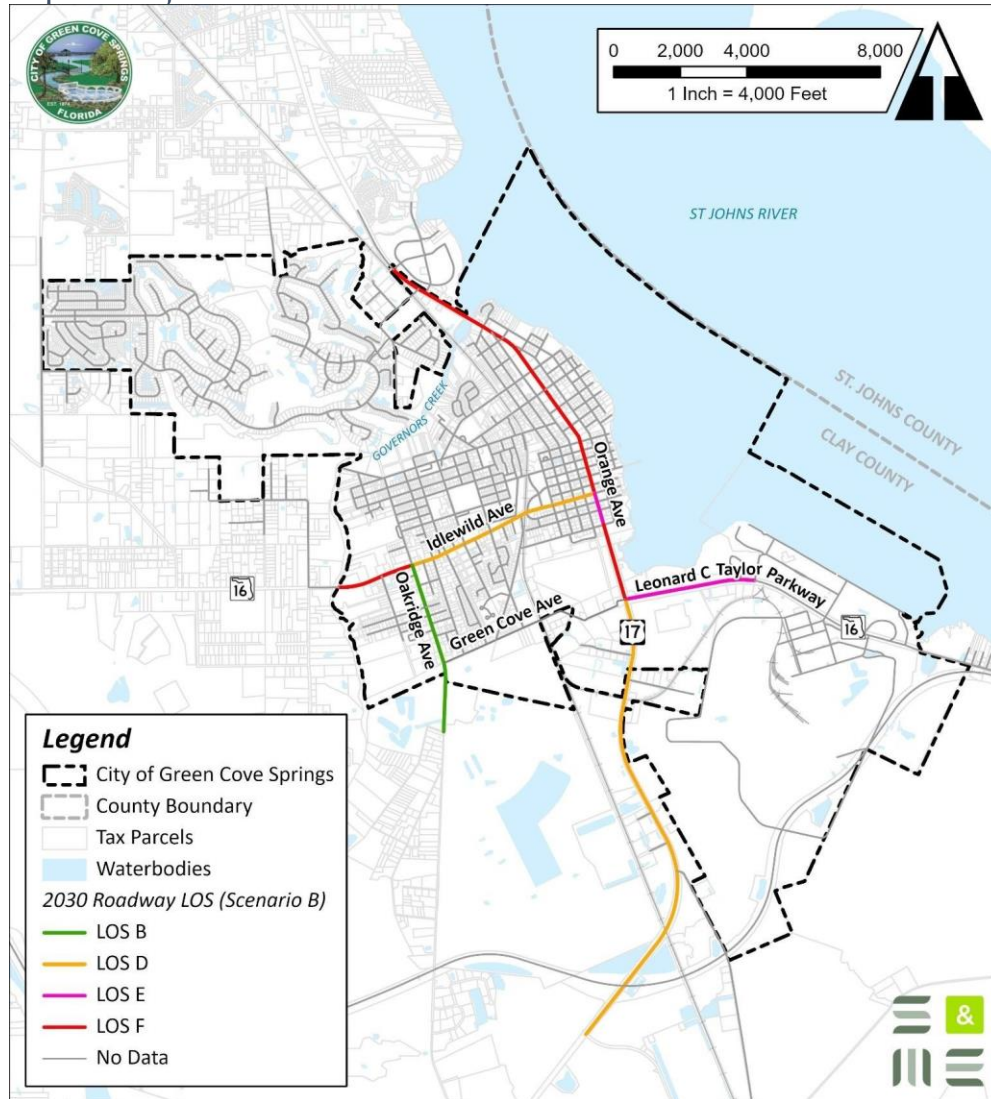 CITY OF GREEN COVE SPRINGS
EST. 1874
FLORIDA
0 2,000 4,000 8,000
1 Inch = 4,000 Feet
ST JOHNS RIVER
ST. JOHNS COUNTY
CLAY COUNTY
GOVERNORS CREEK
Orange Ave
Idlewild Ave
Leonard C Taylor Parkway
16
Oakridge Ave
Green Cove Ave
17
16
Legend
City of Green Cove Springs
County Boundary
Tax Parcels
Waterbodies
2030 Roadway LOS (Scenario B)
LOS B
LOS D
LOS E
LOS F
No Data
S &
M E